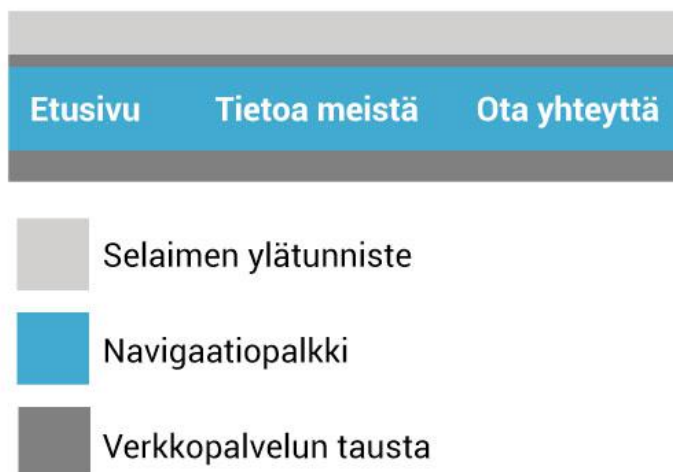 Etusivu Tietoa meistä Ota yhteyttä
Selaimen ylätunniste
Navigaatiopalkki
Verkkopalvelun tausta